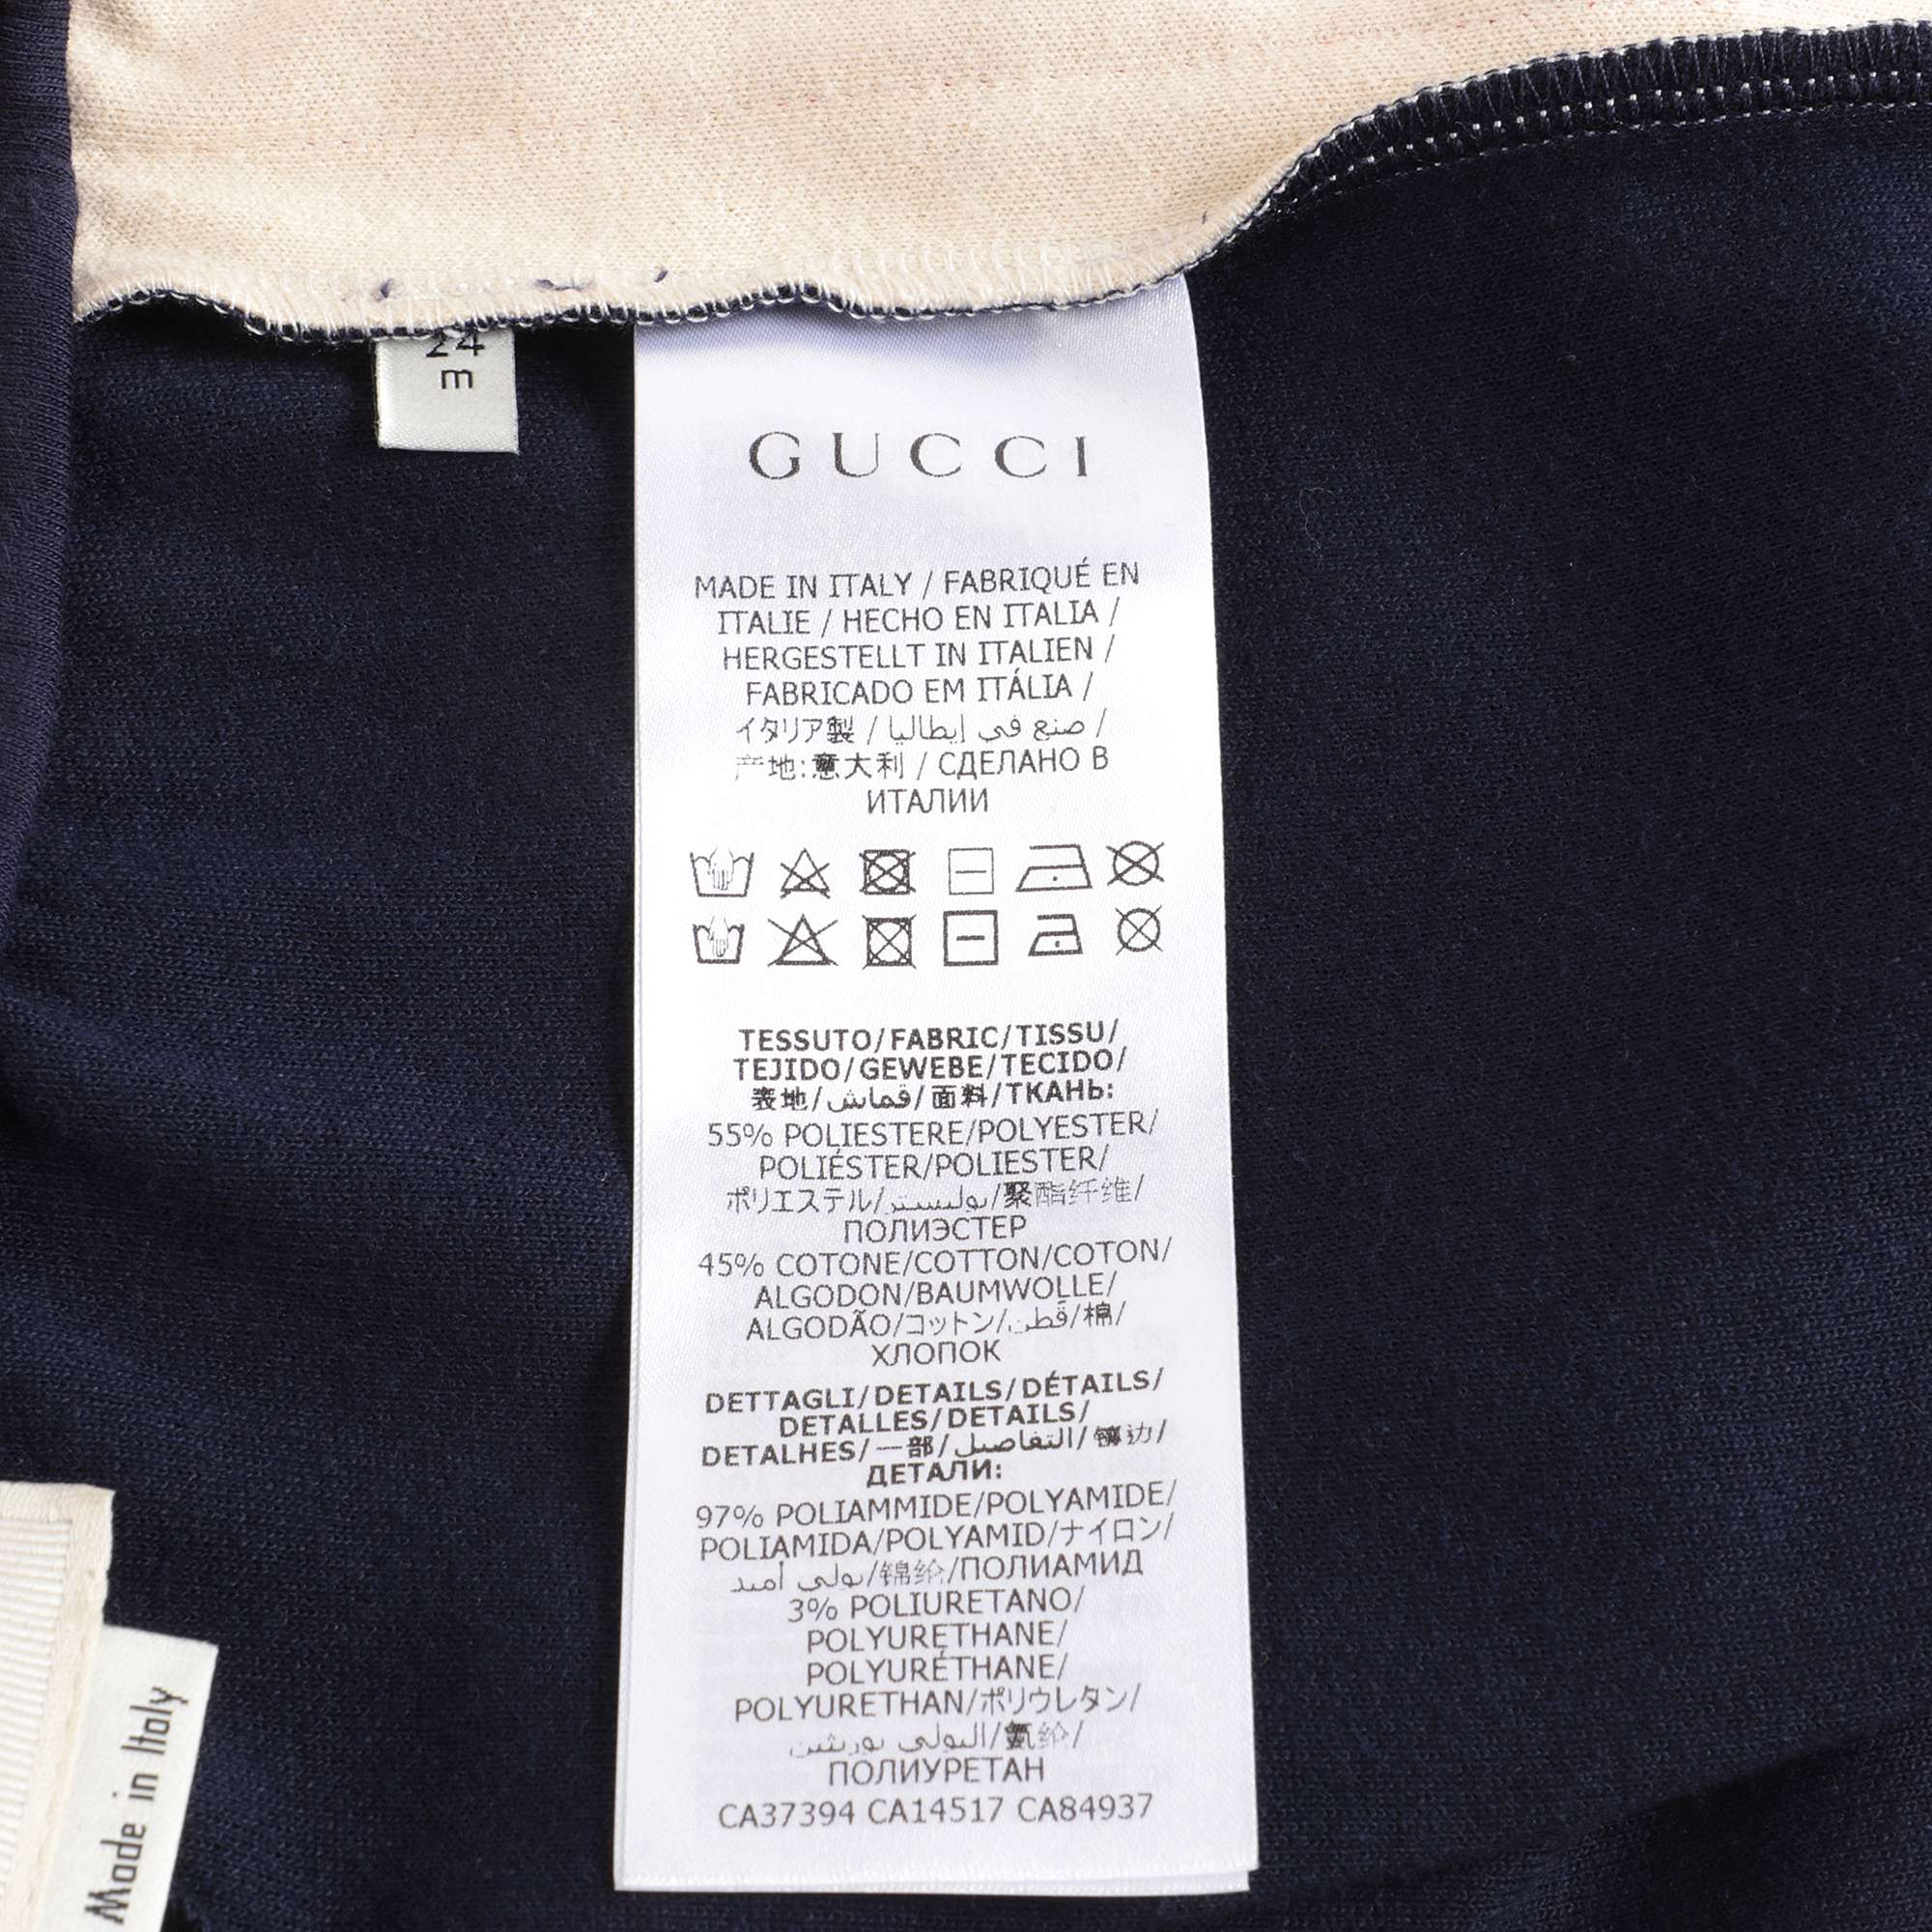 24
m
GUCCI
MADE IN ITALY / FABRIQUÉ EN
ITALIE / HECHO EN ITALIA /
HERGESTELLT IN ITALIEN /
FABRICADO EM ITÁLIA /
イタリア製 / صنع في إيطاليا /
产地:意大利 / СДЕЛАНО В
ИТАЛИИ
TESSUTO/FABRIC/TISSU/
TEJIDO/GEWEBE/TECIDO/
表地/قماش/面料/ТКАНЬ:
55% POLIESTERE/POLYESTER/
POLIÉSTER/POLIESTER/
ポリエステル/بوليستر/聚酯纤维/
ПОЛИЭСТЕР
45% COTONE/COTTON/COTON/
ALGODON/BAUMWOLLE/
ALGODÃO/コットン/قطن/棉/
ХЛОПОК
DETTAGLI/DETAILS/DÉTAILS/
DETALLES/DETAILS/
DETALHES/一部/التفاصيل/镶边/
ДЕТАЛИ:
97% POLIAMMIDE/POLYAMIDE/
POLIAMIDA/POLYAMID/ナイロン/
بولي أميد/锦纶/ПОЛИАМИД
3% POLIURETANO/
POLYURETHANE/
POLYURÉTHANE/
POLYURETHAN/ポリウレタン/
البولي يوريثين/氨纶/
ПОЛИУРЕТАН
CA37394 CA14517 CA84937
Made in Italy